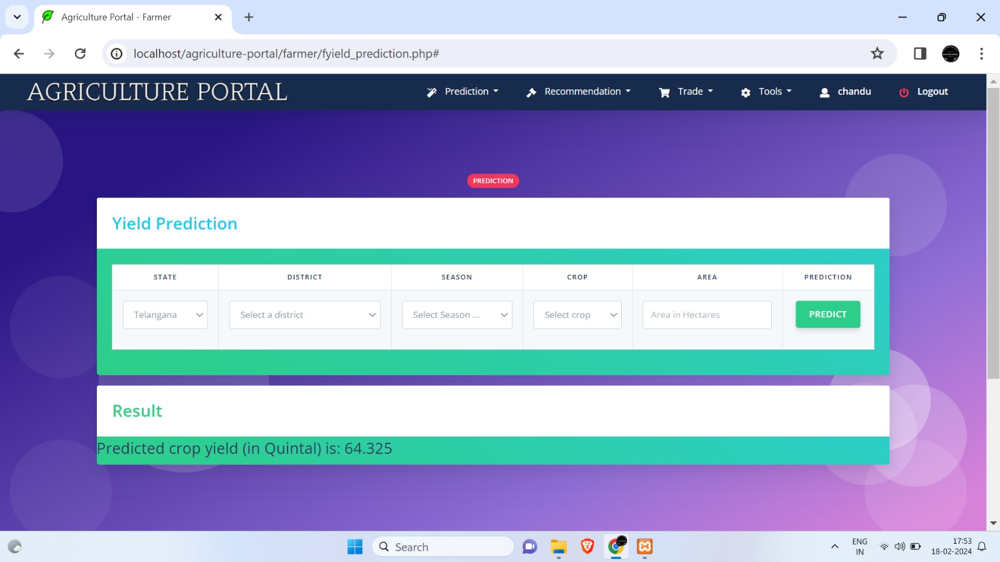 Agriculture Portal - Farmer
localhost/agriculture-portal/farmer/fyield_prediction.php#
AGRICULTURE PORTAL
Prediction
Recommendation
Trade
Tools
chandu
Logout
PREDICTION
Yield Prediction
STATE DISTRICT SEASON CROP AREA PREDICTION
Telangana Select a district Select Season ... Select crop Area in Hectares PREDICT
Result
Predicted crop yield (in Quintal) is: 64.325
Search
ENG
IN
17:53
18-02-2024